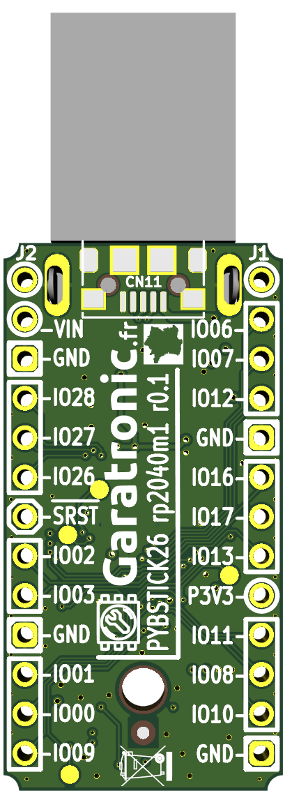 J2
J1
CN11
VIN
IO06
GND
IO07
IO28
IO12
IO27
GND
IO26
IO16
SRST
IO17
IO02
IO13
IO03
P3V3
GND
IO11
IO01
IO08
IO00
IO10
IO09
GND
Garatronic.fr
PYBSTICK26 rp2040m1 r0.1